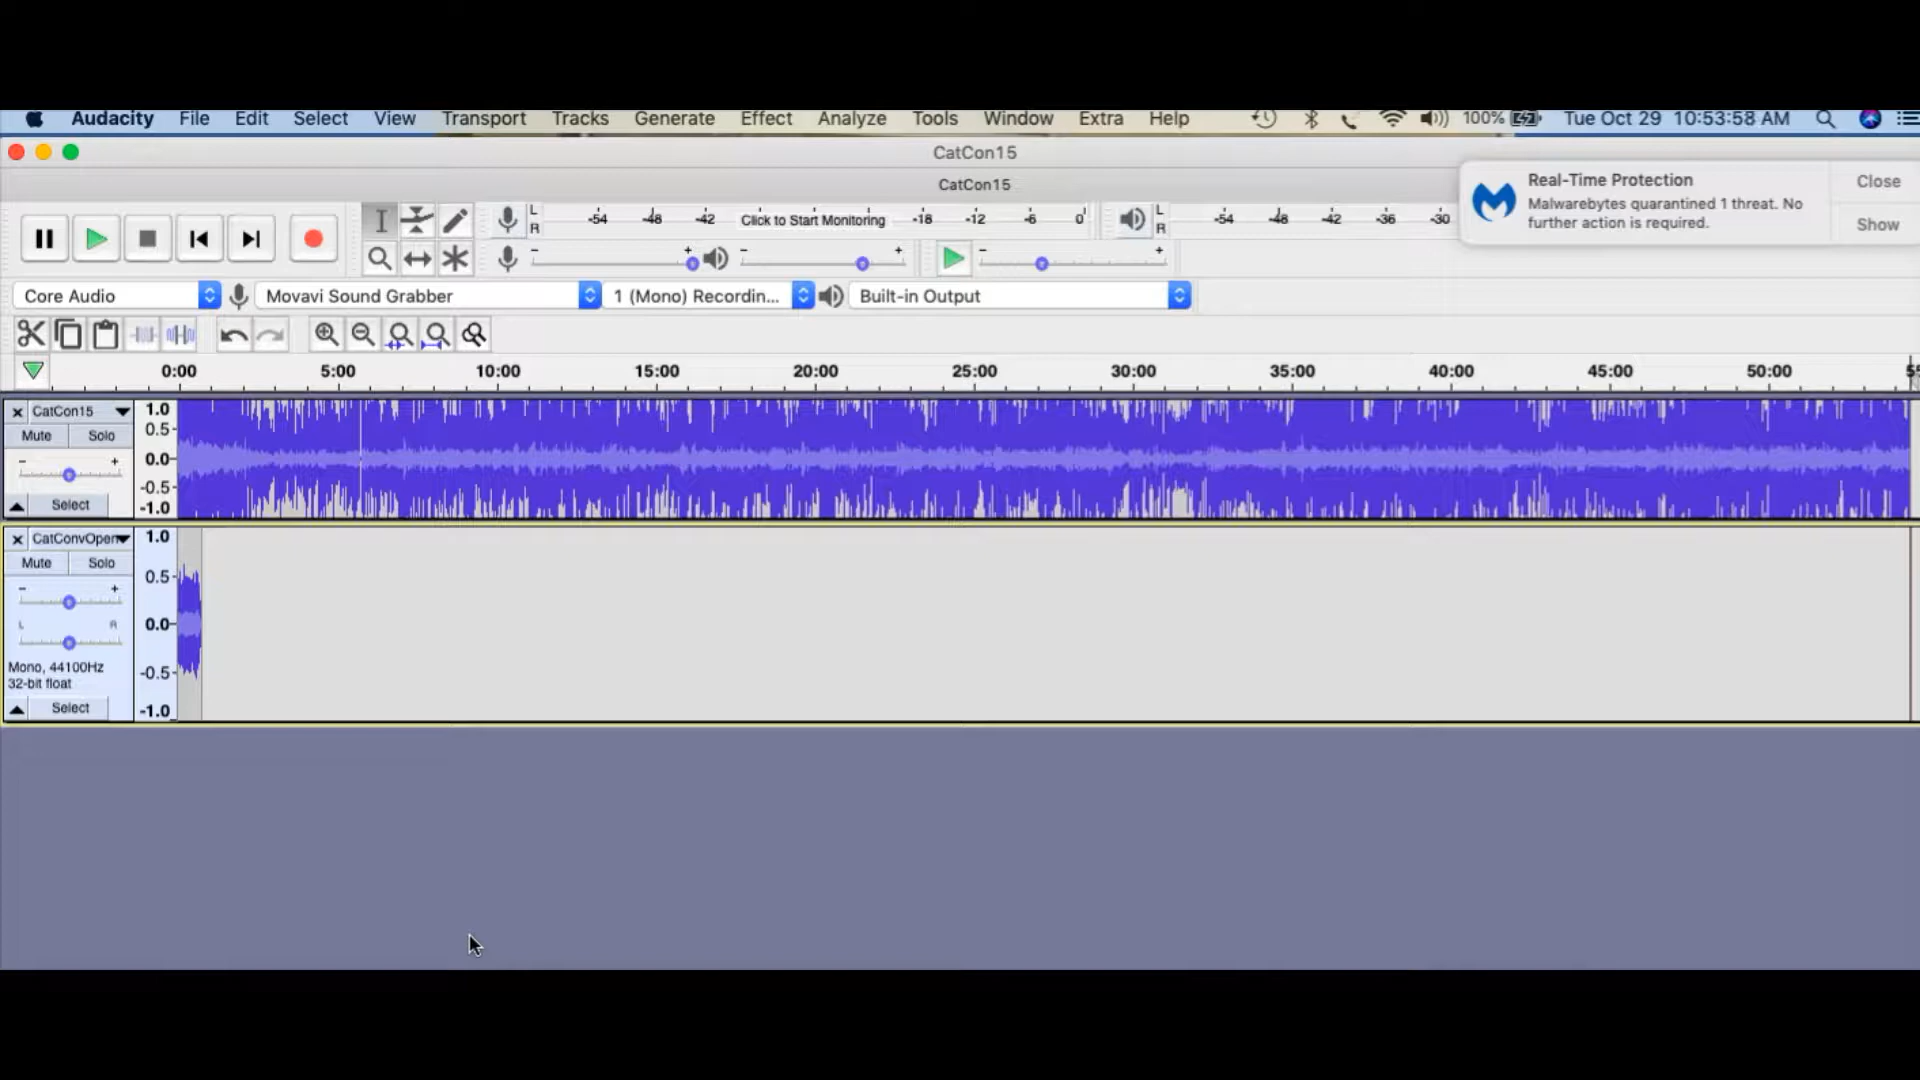 Audacity File Edit Select View Transport Tracks Generate Effect Analyze Tools Window Extra Help 100% Tue Oct 29 10:53:58 AM
CatCon15
CatCon15
Real-Time Protection
Malwarebytes quarantined 1 threat. No
further action is required.
Close
Show
L
R
-54 -48 -42 Click to Start Monitoring -18 -12 -6 0
L
R
-54 -48 -42 -36 -30
- + - + - +
Core Audio Movavi Sound Grabber 1 (Mono) Recordin... Built-in Output
0:00 5:00 10:00 15:00 20:00 25:00 30:00 35:00 40:00 45:00 50:00
CatCon15
Mute Solo
- +
Select
1.0
0.5
0.0
-0.5
-1.0
CatConvOpen
Mute Solo
- +
L R
Mono, 44100Hz
32-bit float
Select
1.0
0.5
0.0
-0.5
-1.0